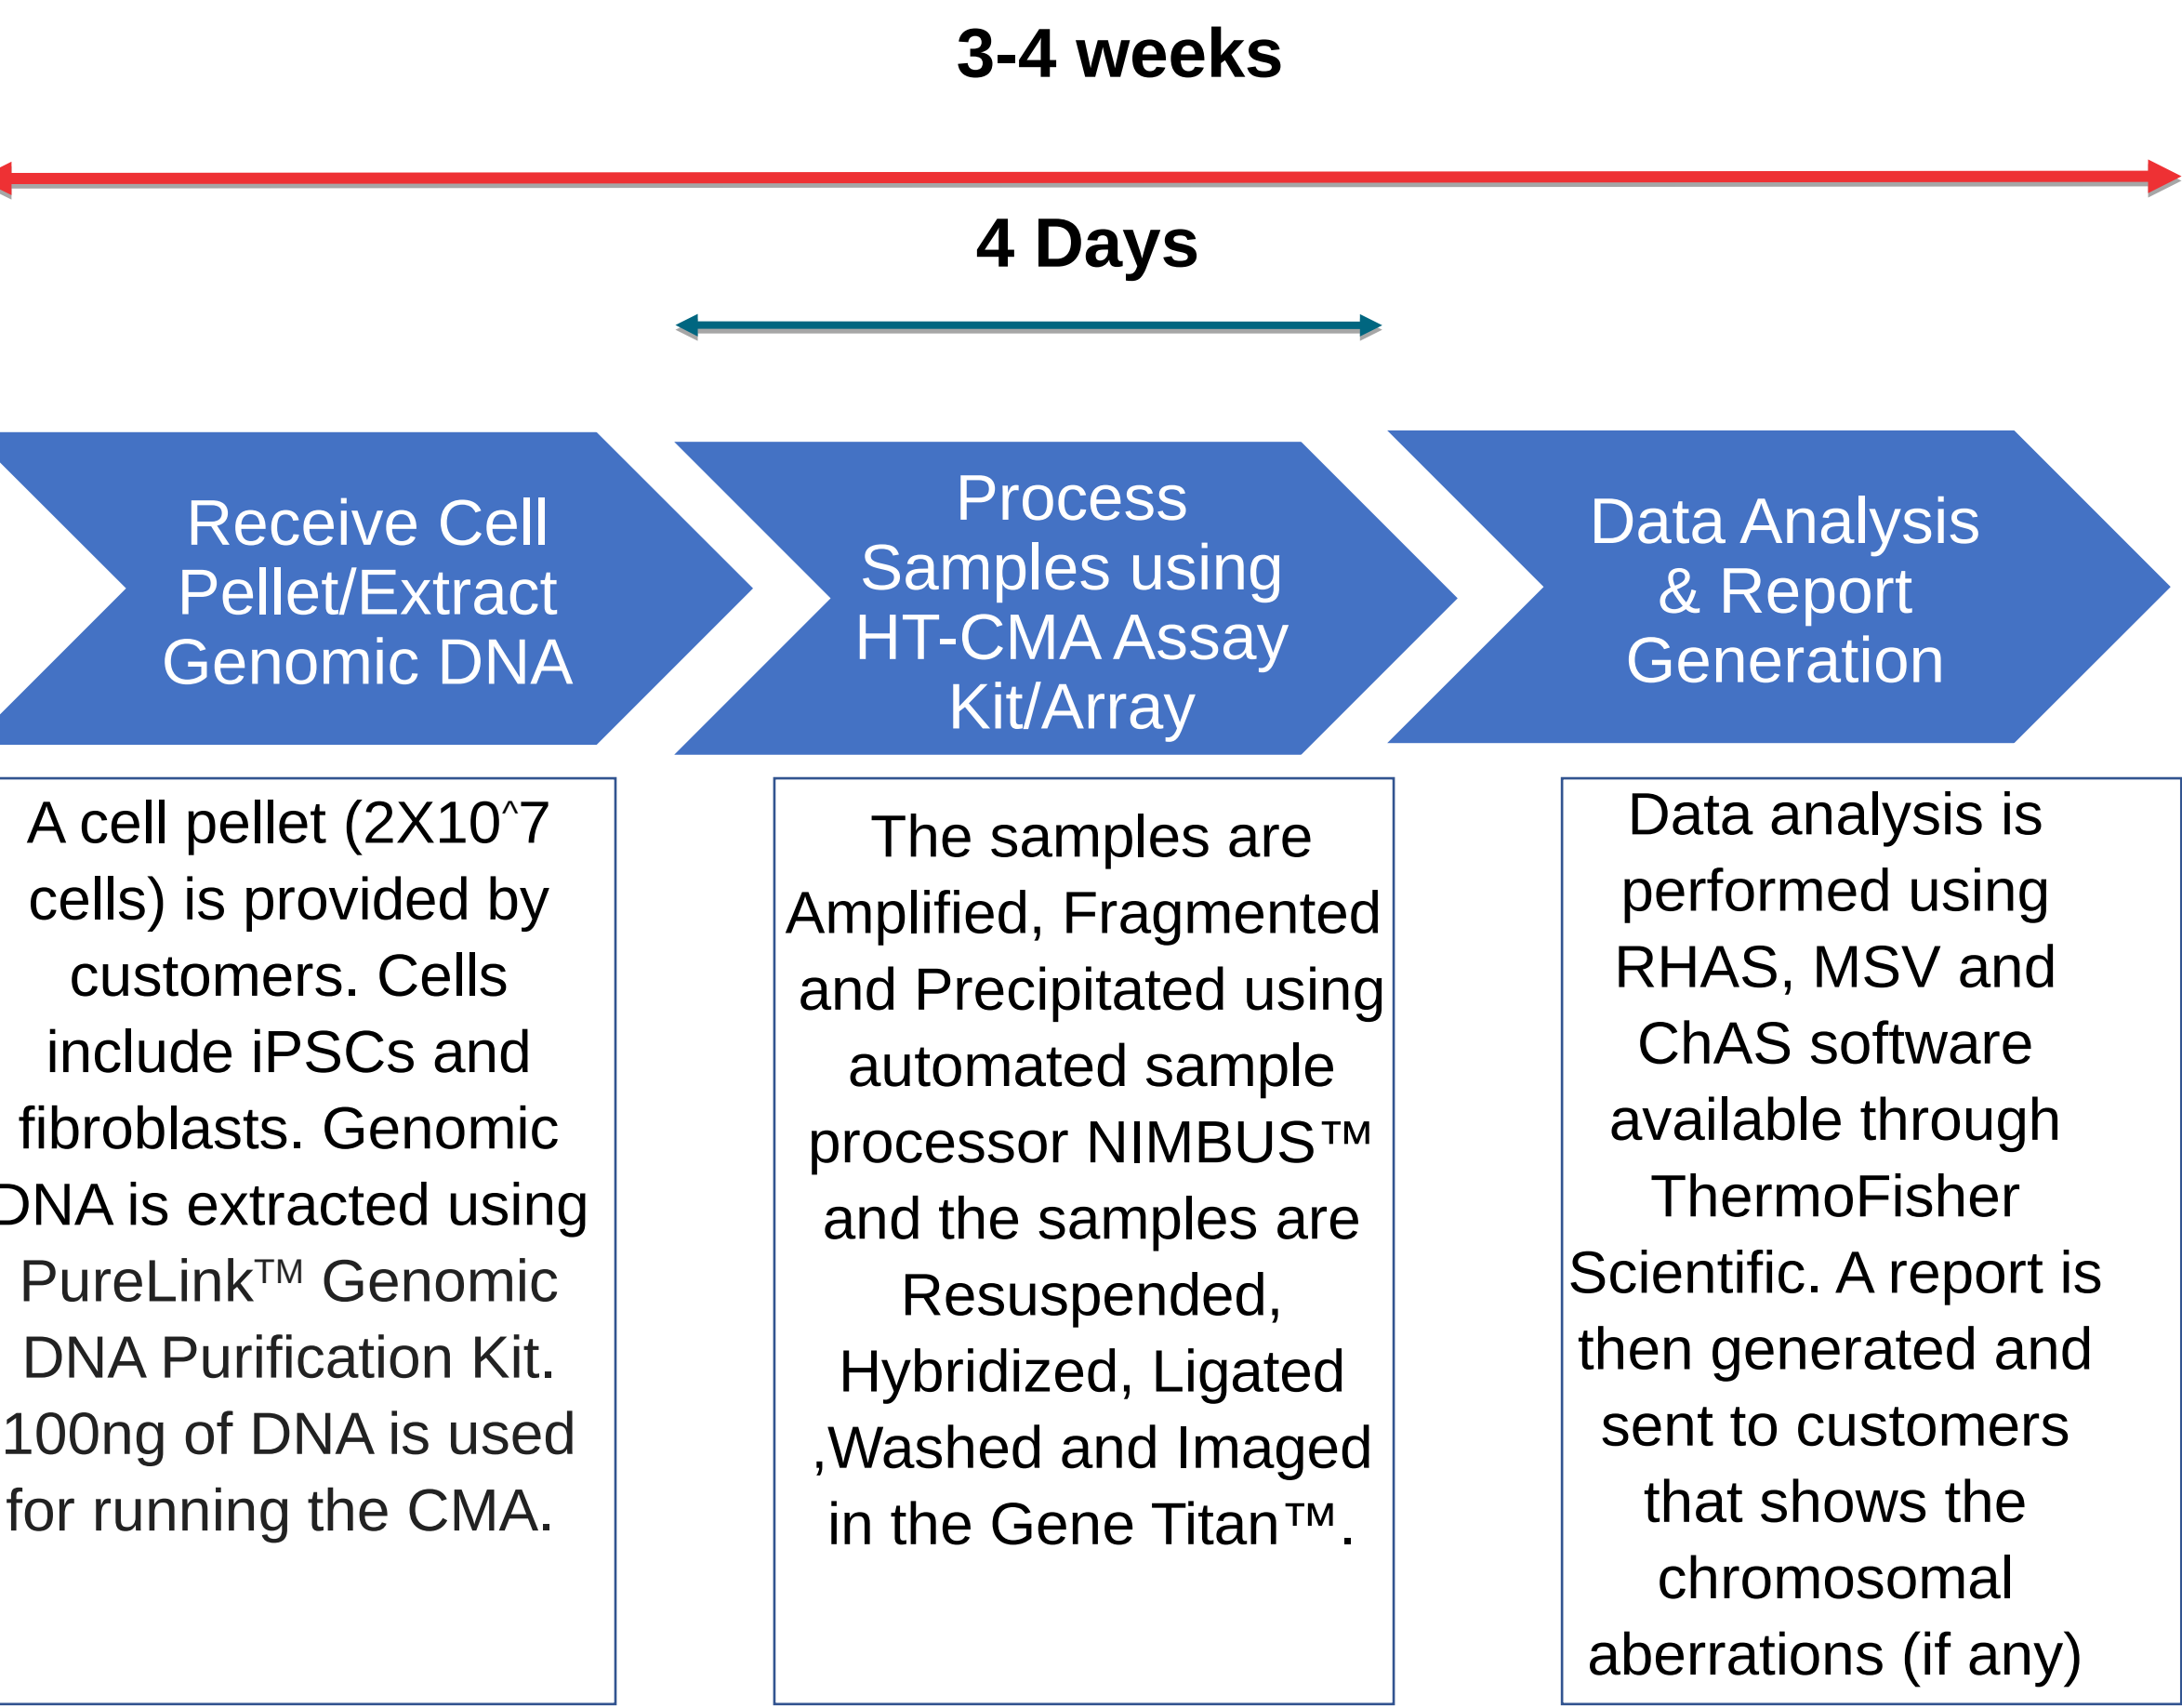 3-4 weeks
4 Days
Receive Cell
Pellet/Extract
Genomic DNA
Process
Samples using
HT-CMA Assay
Kit/Array
Data Analysis
& Report
Generation
A cell pellet (2X10^7
cells) is provided by
customers. Cells
include iPSCs and
fibroblasts. Genomic
DNA is extracted using
PureLink™ Genomic
DNA Purification Kit.
100ng of DNA is used
for running the CMA.
The samples are
Amplified, Fragmented
and Precipitated using
automated sample
processor NIMBUS™
and the samples are
Resuspended,
Hybridized, Ligated
,Washed and Imaged
in the Gene Titan™.
Data analysis is
performed using
RHAS, MSV and
ChAS software
available through
ThermoFisher
Scientific. A report is
then generated and
sent to customers
that shows the
chromosomal
aberrations (if any)